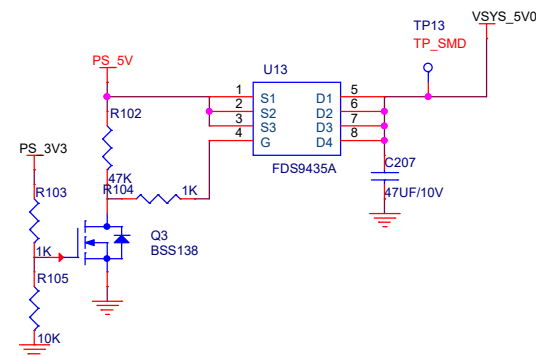 VSYS_5V0
TP13
TP_SMD
PS_5V
U13
1 S1 D1 5
2 S2 D2 6
3 S3 D3 7
4 G D4 8
FDS9435A
R102
47K
PS_3V3
R103
1K
R104
1K
C207
47UF/10V
Q3
BSS138
R105
10K